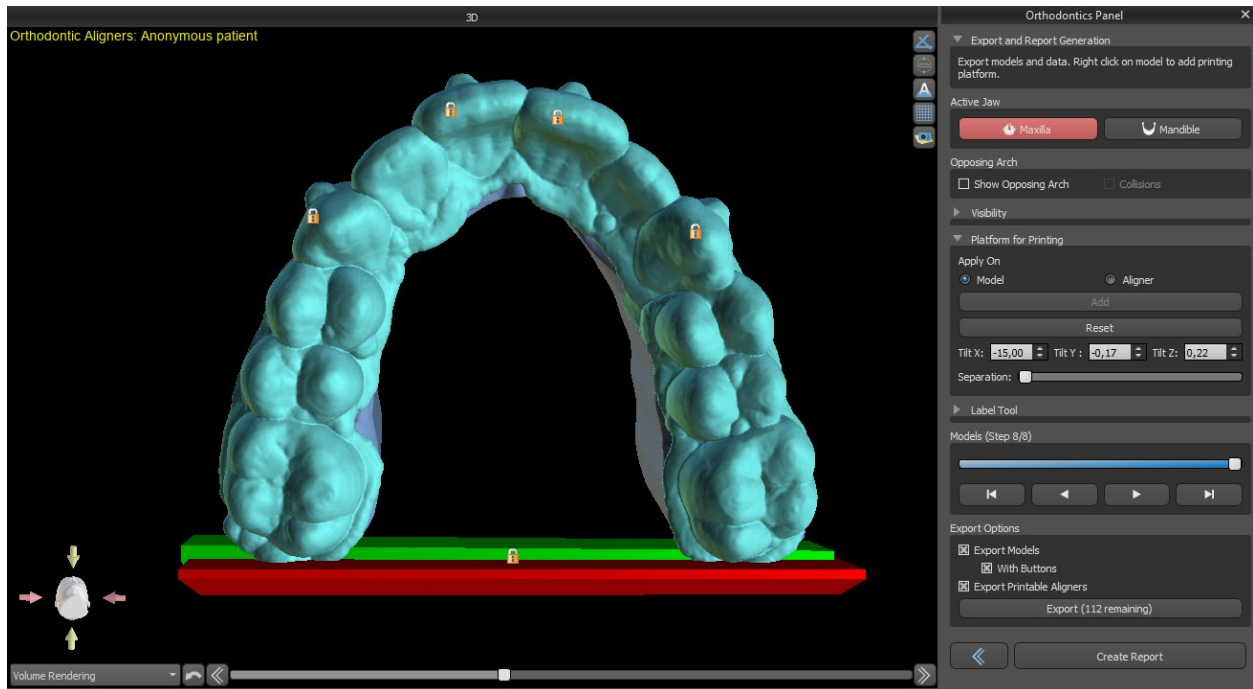 3D
Orthodontic Aligners: Anonymous patient
Volume Rendering
Orthodontics Panel
Export and Report Generation
Export models and data. Right click on model to add printing
platform.
Active Jaw
Maxilla
Mandible
Opposing Arch
Show Opposing Arch
Collisions
Visibility
Platform for Printing
Apply On
Model
Aligner
Add
Reset
Tilt X: -15,00 Tilt Y : -0,17 Tilt Z: 0,22
Separation:
Label Tool
Models (Step 8/8)
Export Options
Export Models
With Buttons
Export Printable Aligners
Export (112 remaining)
Create Report